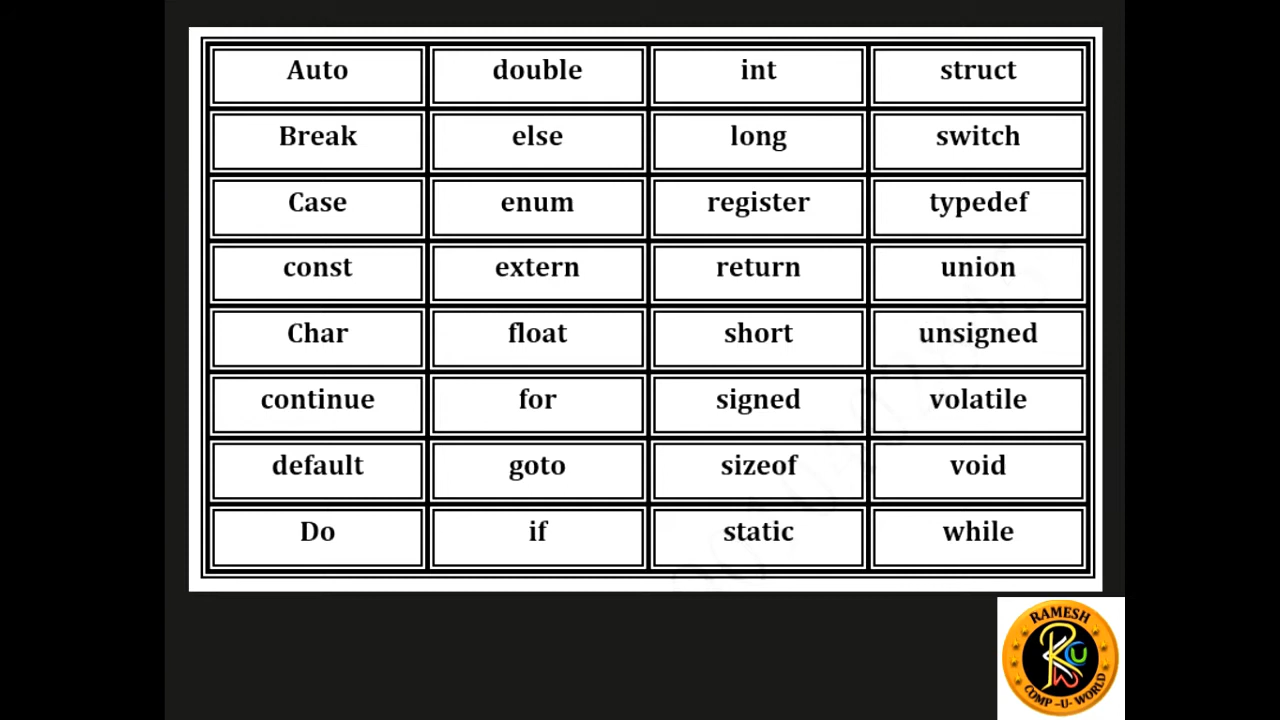 Auto double int struct
Break else long switch
Case enum register typedef
const extern return union
Char float short unsigned
continue for signed volatile
default goto sizeof void
Do if static while
RAMESH
COMP -U- WORLD